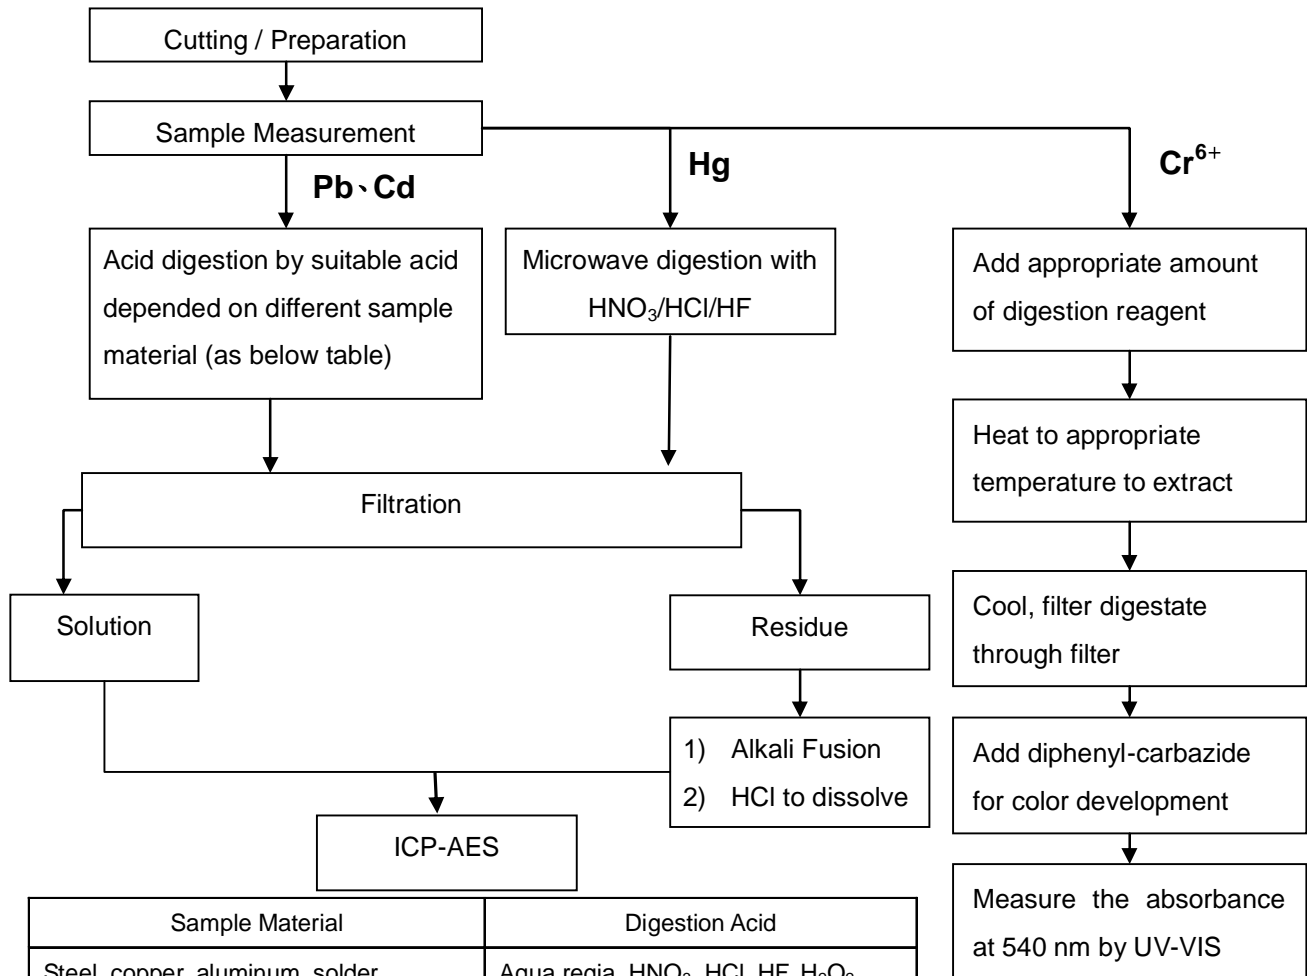 Cutting / Preparation
Sample Measurement
Pb、Cd
Hg
Cr⁶⁺
Acid digestion by suitable acid
depended on different sample
material (as below table)
Microwave digestion with
HNO₃/HCl/HF
Add appropriate amount
of digestion reagent
Heat to appropriate
temperature to extract
Filtration
Solution
Residue
Cool, filter digestate
through filter
1) Alkali Fusion
2) HCl to dissolve
Add diphenyl-carbazide
for color development
ICP-AES
Measure the absorbance
at 540 nm by UV-VIS
Sample Material
Digestion Acid
Steel, copper, aluminum, solder
Aqua regia, HNO₃, HCl, HF, H₂O₂